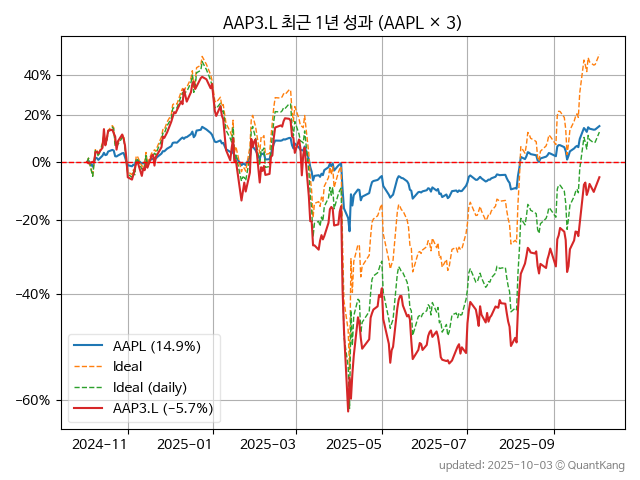 AAP3.L 최근 1년 성과 (AAPL × 3)
40%
20%
0%
−20%
−40%
−60%
AAPL (14.9%)
Ideal
Ideal (daily)
AAP3.L (−5.7%)
2024-11
2025-01
2025-03
2025-05
2025-07
2025-09
updated: 2025-10-03 © QuantKang